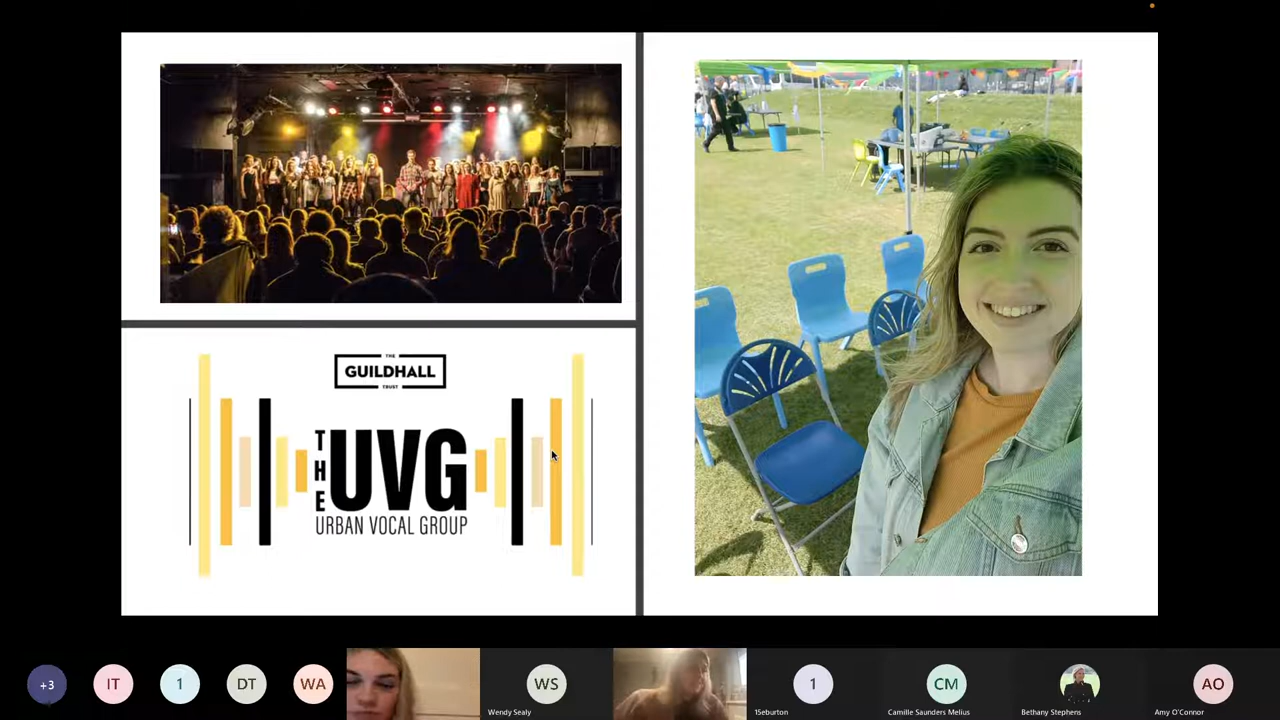 THE
GUILDHALL
TRUST
THE UVG
URBAN VOCAL GROUP
+3
IT
1
DT
WA
WS
Wendy Sealy
1
15eburton
CM
Camille Saunders Melius
Bethany Stephens
AO
Amy O'Connor